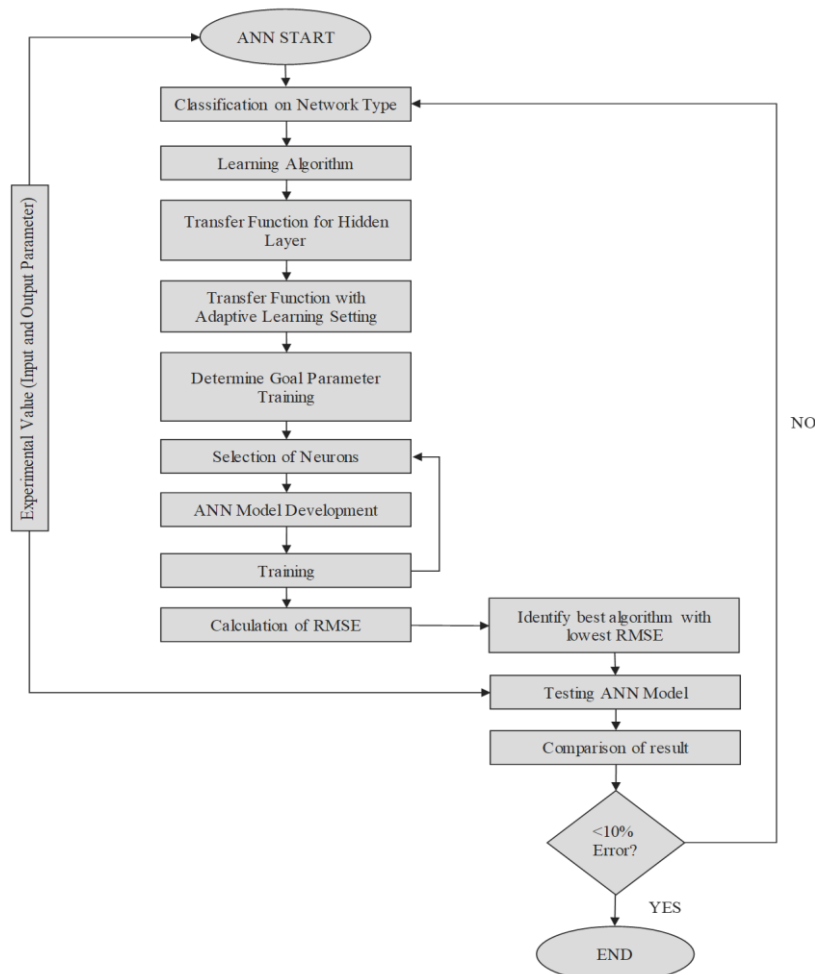 ANN START
Classification on Network Type
Learning Algorithm
Transfer Function for Hidden
Layer
Transfer Function with
Adaptive Learning Setting
Determine Goal Parameter
Training
Selection of Neurons
ANN Model Development
Training
Calculation of RMSE
Experimental Value (Input and Output Parameter)
Identify best algorithm with
lowest RMSE
Testing ANN Model
Comparison of result
<10%
Error?
NO
YES
END